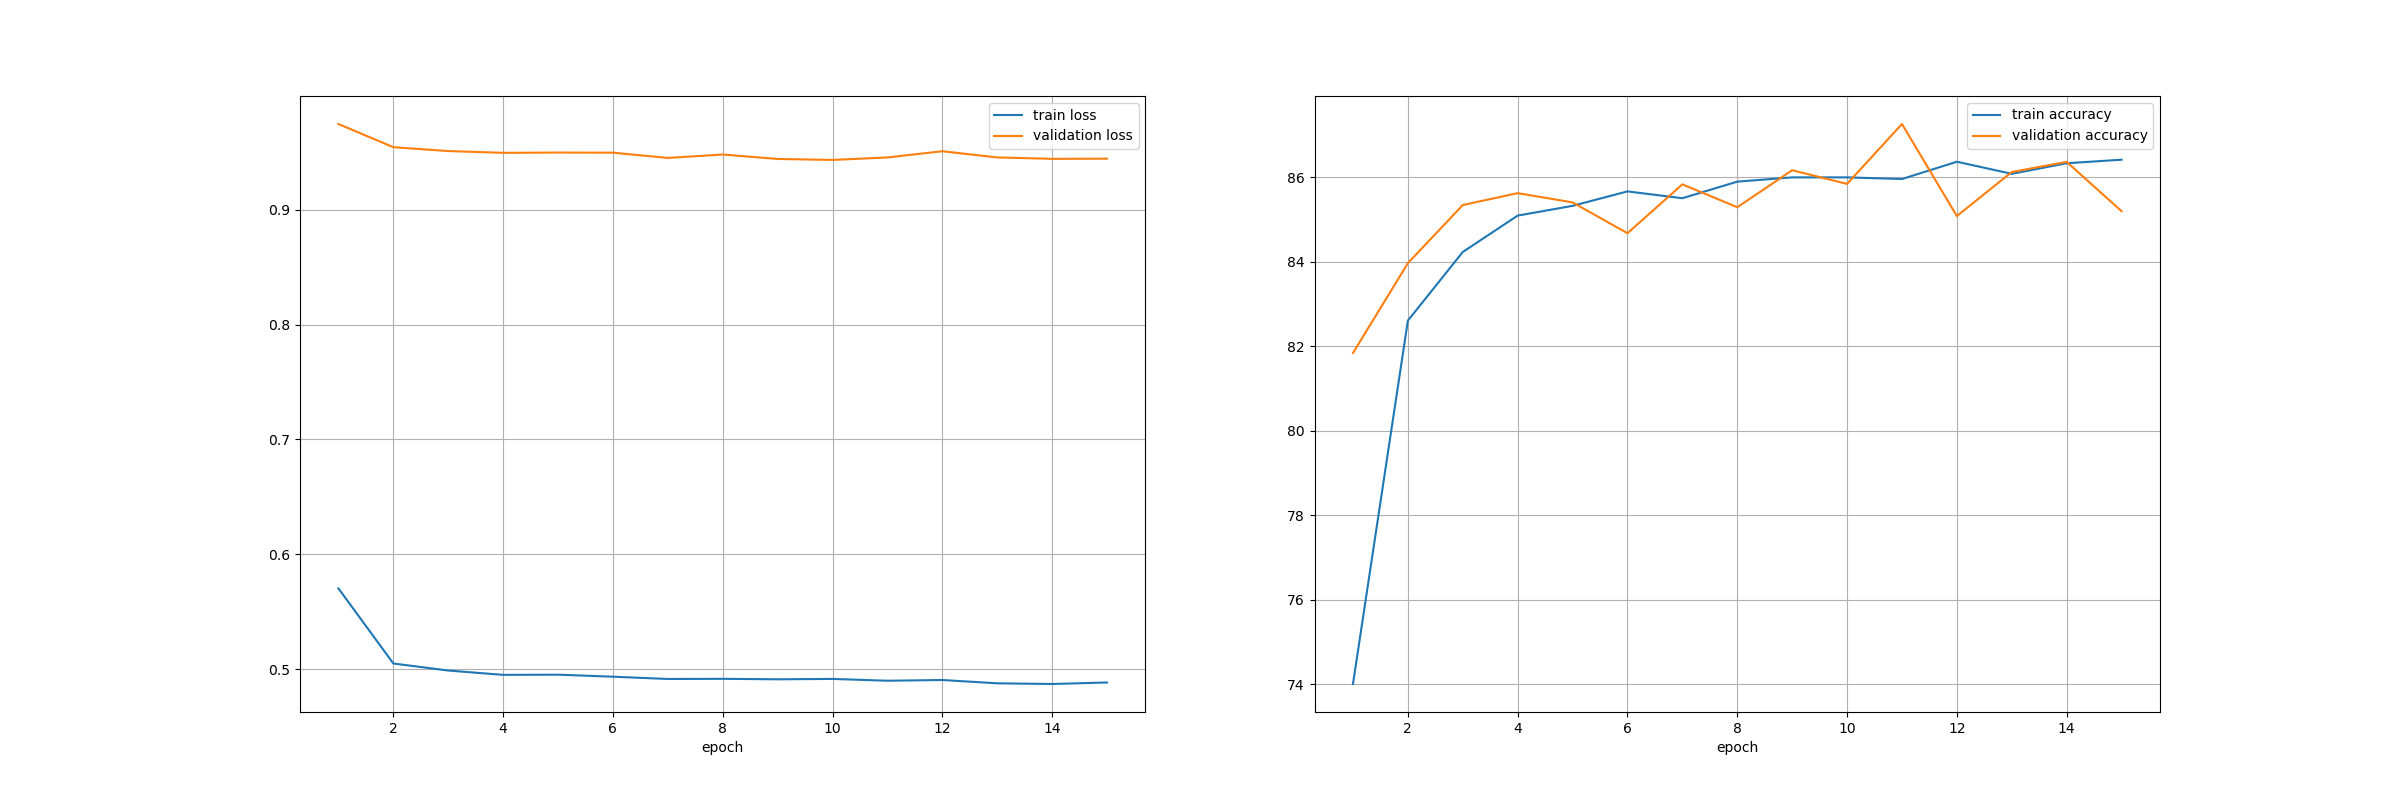 train loss
validation loss
0.9
0.8
0.7
0.6
0.5
2 4 6 8 10 12 14
epoch
train accuracy
validation accuracy
86
84
82
80
78
76
74
2 4 6 8 10 12 14
epoch